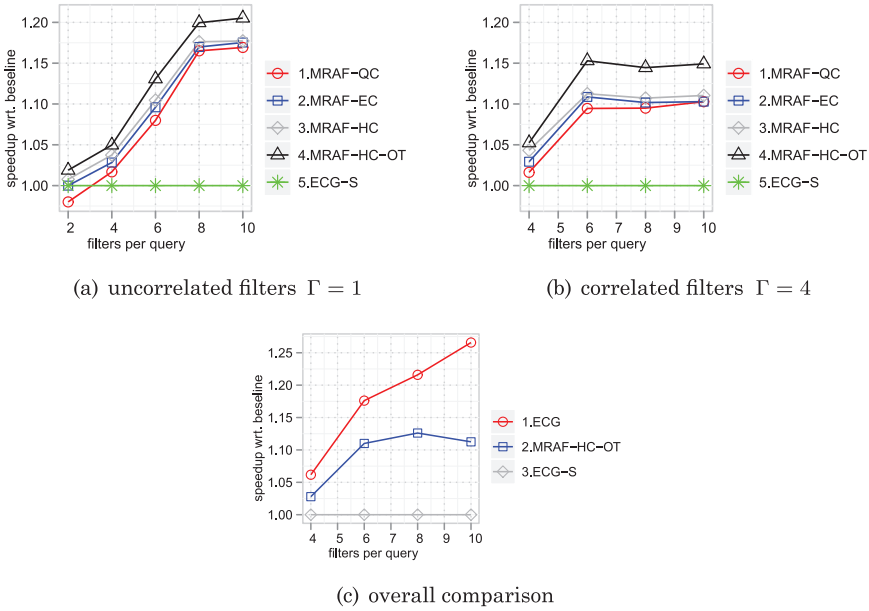 speedup wrt. baseline
1.20
1.15
1.10
1.05
1.00
2 4 6 8 10
filters per query
1.MRAF-QC
2.MRAF-EC
3.MRAF-HC
4.MRAF-HC-OT
5.ECG-S
(a) uncorrelated filters Γ = 1
speedup wrt. baseline
1.20
1.15
1.10
1.05
1.00
4 5 6 7 8 9 10
filters per query
1.MRAF-QC
2.MRAF-EC
3.MRAF-HC
4.MRAF-HC-OT
5.ECG-S
(b) correlated filters Γ = 4
speedup wrt. baseline
1.25
1.20
1.15
1.10
1.05
1.00
4 5 6 7 8 9 10
filters per query
1.ECG
2.MRAF-HC-OT
3.ECG-S
(c) overall comparison